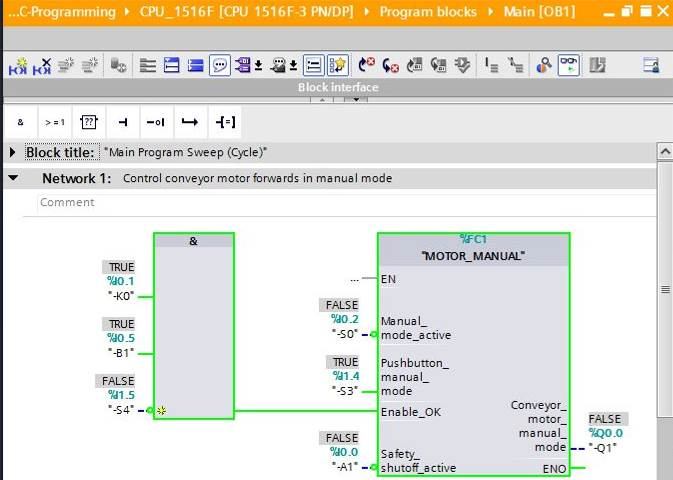 ...C-Programming › CPU_1516F [CPU 1516F-3 PN/DP] › Program blocks › Main [OB1]
Block interface
& >=1 ??
Block title: "Main Program Sweep (Cycle)"
Network 1: Control conveyor motor forwards in manual mode
Comment
&
TRUE
%I0.1
"-K0"
TRUE
%I0.5
"-B1"
FALSE
%I1.5
"-S4"
%FC1
"MOTOR_MANUAL"
... EN
FALSE
%I0.2
"-S0"
Manual_
mode_active
TRUE
%I1.4
"-S3"
Pushbutton_
manual_
mode
Enable_OK
FALSE
%I0.0
"-A1"
Safety_
shutoff_active
Conveyor_
motor_
manual_
mode
FALSE
%Q0.0
"-Q1"
ENO